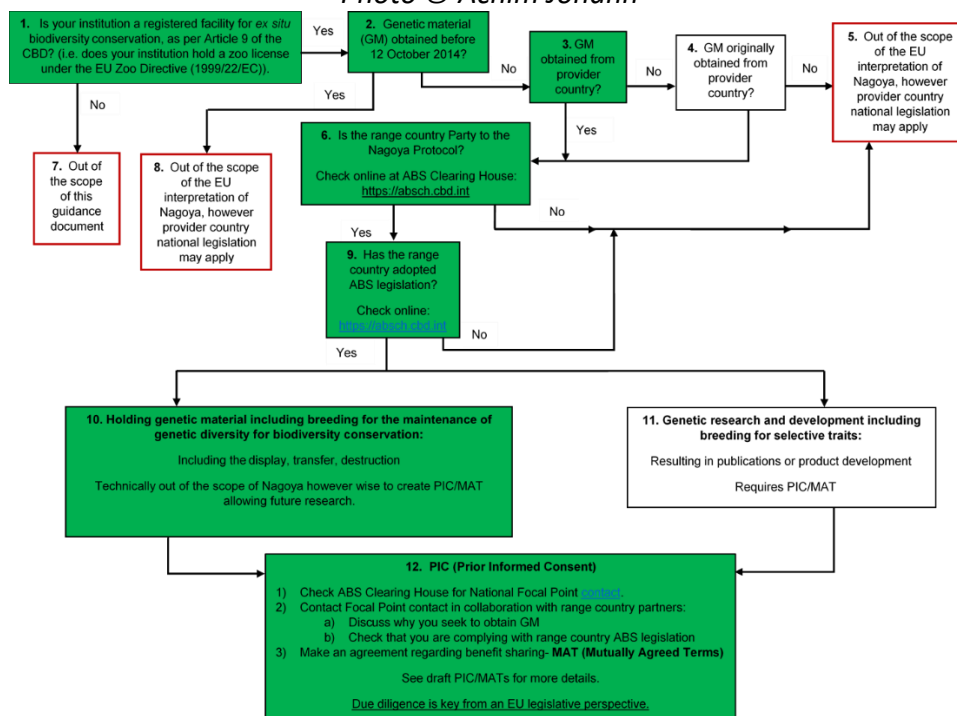 Photo © Achim Johann
1. Is your institution a registered facility for ex situ
biodiversity conservation, as per Article 9 of the
CBD? (i.e. does your institution hold a zoo license
under the EU Zoo Directive (1999/22/EC)).
Yes
2. Genetic material
(GM) obtained before
12 October 2014?
No
3. GM
obtained from
provider
country?
No
4. GM originally
obtained from
provider
country?
No
5. Out of the scope
of the EU
interpretation of
Nagoya, however
provider country
national legislation
may apply
No
Yes
Yes
6. Is the range country Party to the
Nagoya Protocol?
Check online at ABS Clearing House:
https://absch.cbd.int
7. Out of
the scope
of this
guidance
document
8. Out of the scope
of the EU
interpretation of
Nagoya, however
provider country
national legislation
may apply
No
Yes
9. Has the range
country adopted
ABS legislation?
Check online:
https://absch.cbd.int
No
Yes
10. Holding genetic material including breeding for the maintenance of
genetic diversity for biodiversity conservation:
Including the display, transfer, destruction
Technically out of the scope of Nagoya however wise to create PIC/MAT
allowing future research.
11. Genetic research and development including
breeding for selective traits:
Resulting in publications or product development
Requires PIC/MAT
12. PIC (Prior Informed Consent)
1) Check ABS Clearing House for National Focal Point contact.
2) Contact Focal Point contact in collaboration with range country partners:
a) Discuss why you seek to obtain GM
b) Check that you are complying with range country ABS legislation
3) Make an agreement regarding benefit sharing- MAT (Mutually Agreed Terms)
See draft PIC/MATs for more details.
Due diligence is key from an EU legislative perspective.